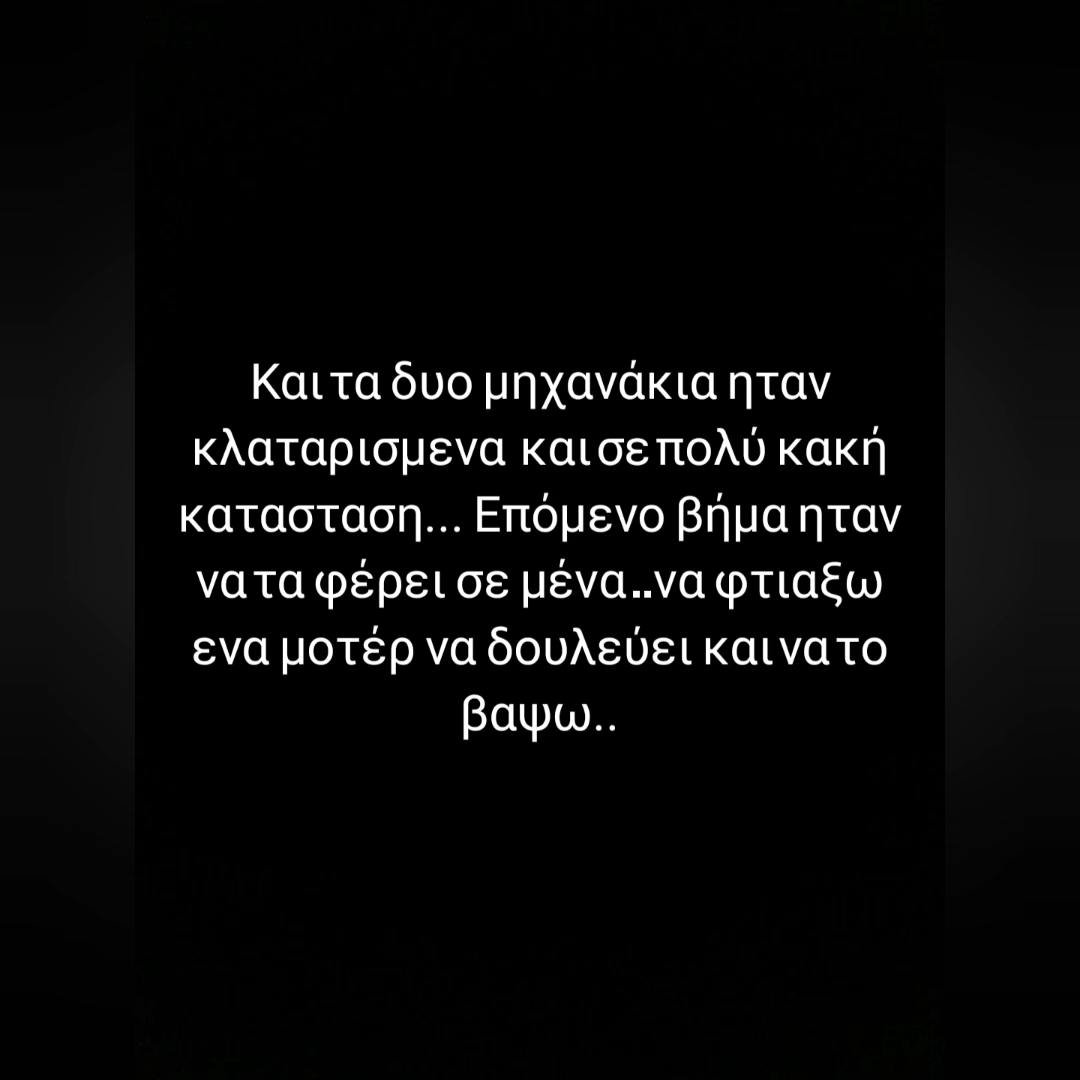 Και τα δυο μηχανάκια ηταν
κλαταρισμενα και σε πολύ κακή
κατασταση... Επόμενο βήμα ηταν
να τα φέρει σε μένα..να φτιαξω
ενα μοτέρ να δουλεύει και να το
βαψω..